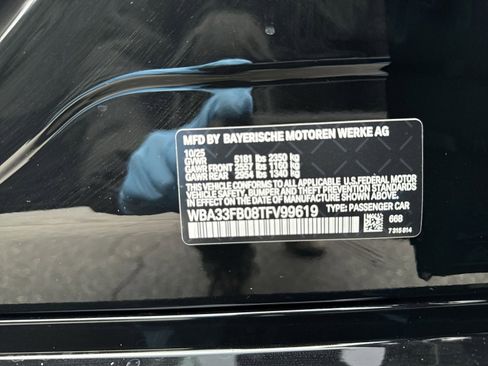 MFD BY BAYERISCHE MOTOREN WERKE AG
10/25
GVWR 5181 lbs 2350 kg
GAWR FRONT 2557 lbs 1160 kg
GAWR REAR 2954 lbs 1340 kg
THIS VEHICLE CONFORMS TO ALL APPLICABLE U.S.FEDERAL MOTOR
VEHICLE SAFETY, BUMPER AND THEFT PREVENTION STANDARDS
IN EFFECT ON THE DATE OF MANUFACTURE SHOWN ABOVE.
WBA33FB08TFV99619 TYPE: PASSENGER CAR
668
7 315 814